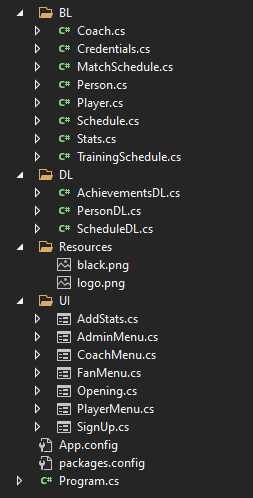 BL
C# Coach.cs
C# Credentials.cs
C# MatchSchedule.cs
C# Person.cs
C# Player.cs
C# Schedule.cs
C# Stats.cs
C# TrainingSchedule.cs
DL
C# AchievementsDL.cs
C# PersonDL.cs
C# ScheduleDL.cs
Resources
black.png
logo.png
UI
AddStats.cs
AdminMenu.cs
CoachMenu.cs
FanMenu.cs
Opening.cs
PlayerMenu.cs
SignUp.cs
App.config
packages.config
C# Program.cs